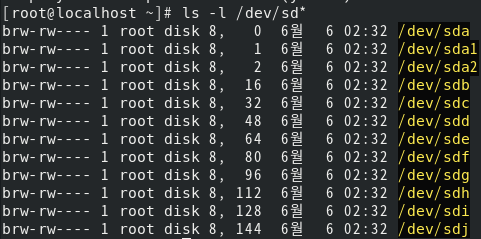 [root@localhost ~]# ls -l /dev/sd*
brw-rw---- 1 root disk 8,   0  6월   6 02:32 /dev/sda
brw-rw---- 1 root disk 8,   1  6월   6 02:32 /dev/sda1
brw-rw---- 1 root disk 8,   2  6월   6 02:32 /dev/sda2
brw-rw---- 1 root disk 8,  16  6월   6 02:32 /dev/sdb
brw-rw---- 1 root disk 8,  32  6월   6 02:32 /dev/sdc
brw-rw---- 1 root disk 8,  48  6월   6 02:32 /dev/sdd
brw-rw---- 1 root disk 8,  64  6월   6 02:32 /dev/sde
brw-rw---- 1 root disk 8,  80  6월   6 02:32 /dev/sdf
brw-rw---- 1 root disk 8,  96  6월   6 02:32 /dev/sdg
brw-rw---- 1 root disk 8, 112  6월   6 02:32 /dev/sdh
brw-rw---- 1 root disk 8, 128  6월   6 02:32 /dev/sdi
brw-rw---- 1 root disk 8, 144  6월   6 02:32 /dev/sdj